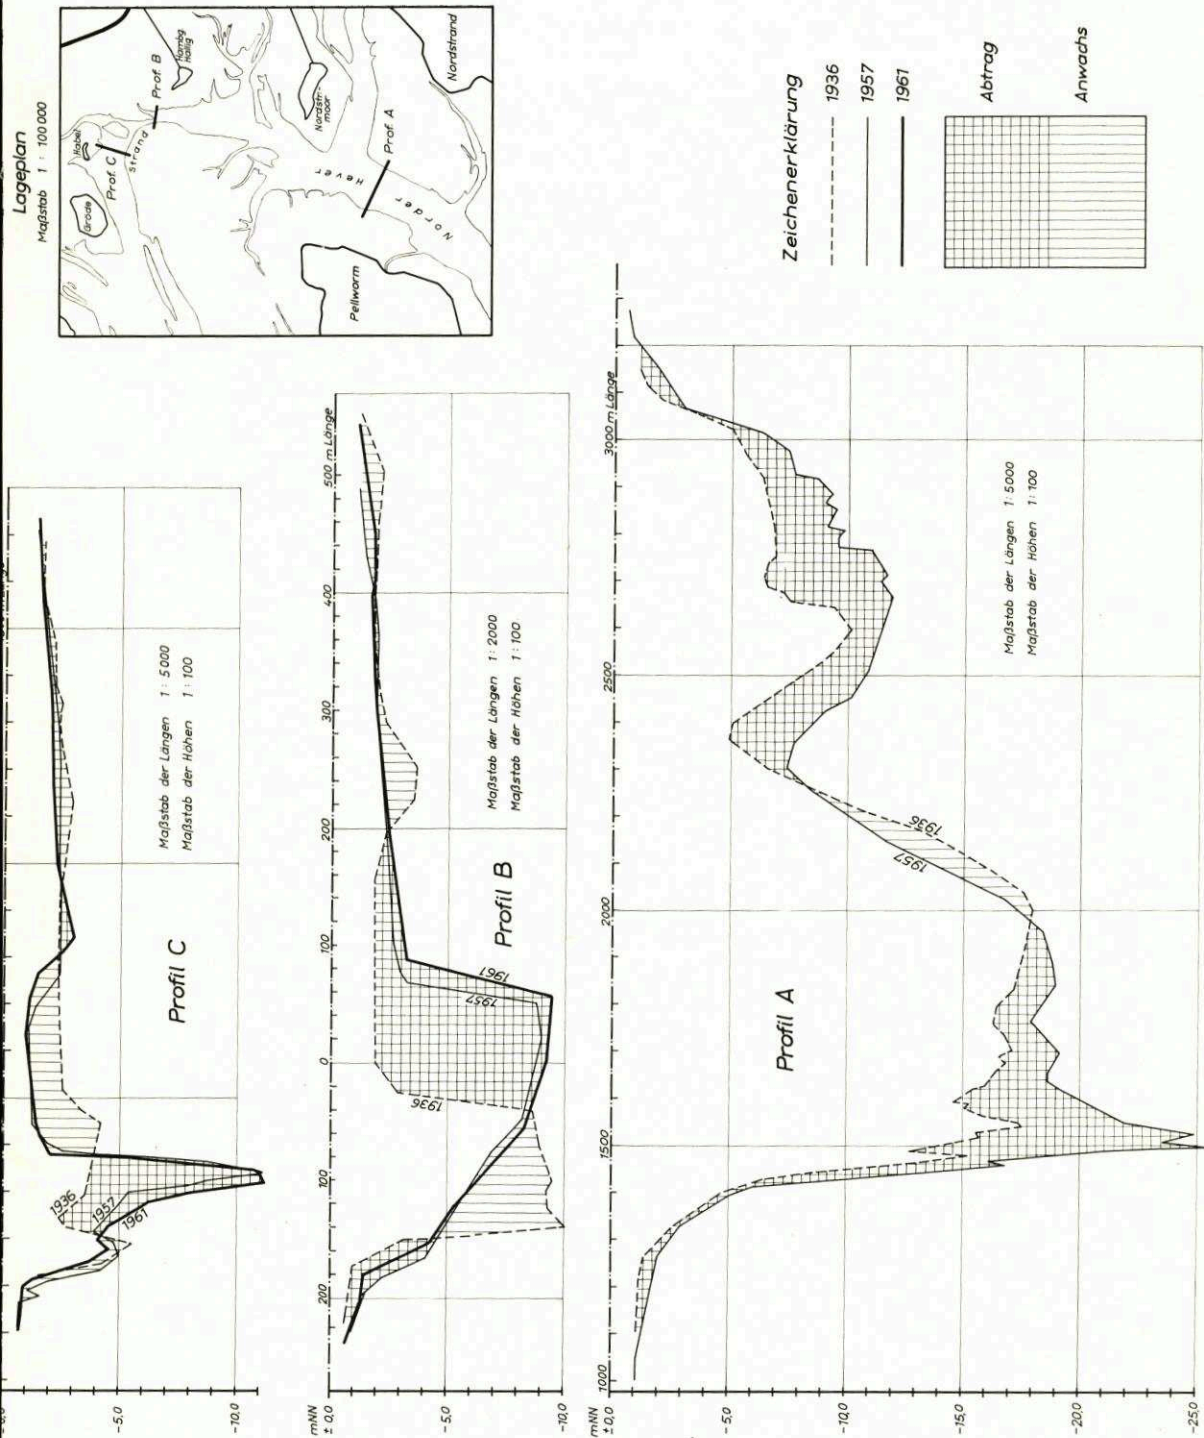 Lageplan
Maßstab 1 : 100 000
Gröde
Habel
Prof. C
Strand
Prof. B
Hambg. Hallig
Nordstr.-
moor
Pellworm
Norder
Hever
Prof. A
Nordstrand
Zeichenerklärung
1936
1957
1961
Abtrag
Anwachs
Profil C
Maßstab der Längen 1 : 5000
Maßstab der Höhen 1 : 100
1936
1957
1961
-5,0
-10,0
Profil B
Maßstab der Längen 1 : 2000
Maßstab der Höhen 1 : 100
mNN
± 0,0
-5,0
-10,0
200
100
0
100
200
300
400
500 m Länge
1936
1957
1961
Profil A
Maßstab der Längen 1 : 5000
Maßstab der Höhen 1 : 100
mNN
± 0,0
-5,0
-10,0
-15,0
-20,0
-25,0
1000
1500
2000
2500
3000 m Länge
1957
1936